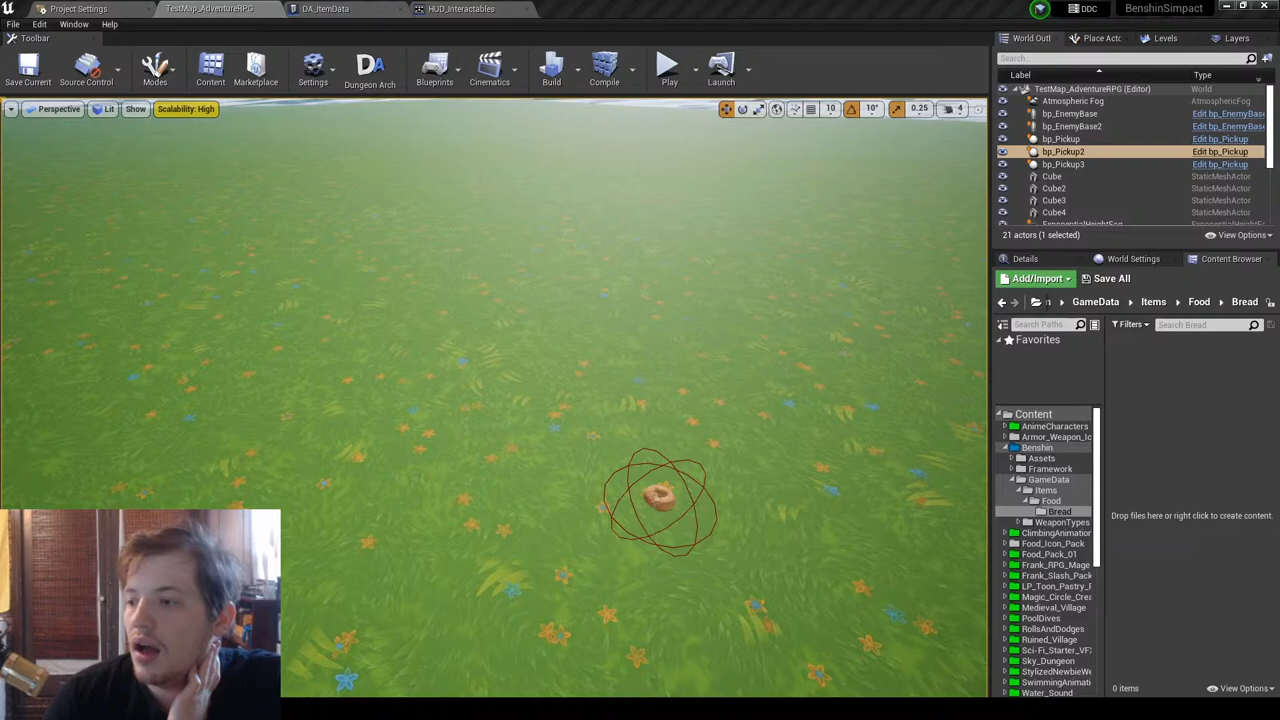 Project Settings
TestMap_AdventureRPG
DA_ItemData
HUD_Interactables
DDC
BenshinSimpact
File Edit Window Help
Toolbar
World Outl
Place Acto
Levels
Layers
Save Current
Source Control
Modes
Content
Marketplace
Settings
Dungeon Arch
Blueprints
Cinematics
Build
Compile
Play
Launch
Search...
Label Type
TestMap_AdventureRPG (Editor) World
Atmospheric Fog AtmosphericFog
bp_EnemyBase Edit bp_EnemyBase
bp_EnemyBase2 Edit bp_EnemyBase
bp_Pickup Edit bp_Pickup
bp_Pickup2 Edit bp_Pickup
bp_Pickup3 Edit bp_Pickup
Cube StaticMeshActor
Cube2 StaticMeshActor
Cube3 StaticMeshActor
Cube4 StaticMeshActor
21 actors (1 selected) View Options
Perspective Lit Show Scalability: High 10 10° 0.25 4
Details
World Settings
Content Browser
Add/Import Save All
GameData Items Food Bread
Search Paths
Filters
Search Bread
Favorites
Content
AnimeCharacters
Armor_Weapon_Ic
Benshin
Assets
Framework
GameData
Items
Food
Bread
WeaponTypes
ClimbingAnimation
Food_Icon_Pack
Food_Pack_01
Frank_RPG_Mage
Frank_Slash_Pack
LP_Toon_Pastry_P
Magic_Circle_Crea
Medieval_Village
PoolDives
RollsAndDodges
Ruined_Village
Sci-Fi_Starter_VFX
Sky_Dungeon
StylizedNewbieWe
SwimmingAnimati
Water_Sound
Drop files here or right click to create content.
0 items View Options